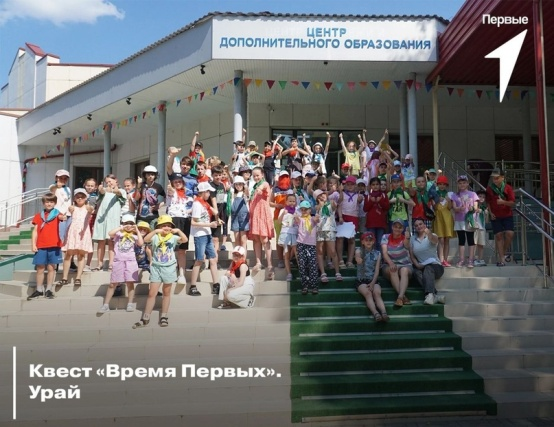 Первые
ЦЕНТР
ДОПОЛНИТЕЛЬНОГО ОБРАЗОВАНИЯ
Квест «Время Первых».
Урай